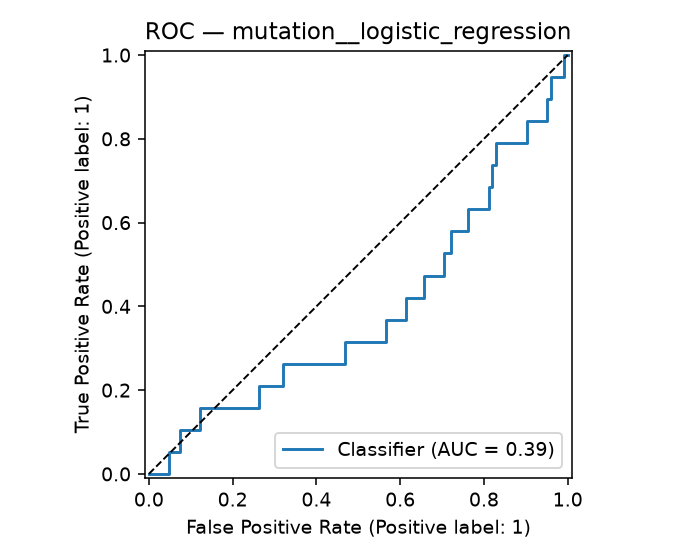 ROC — mutation__logistic_regression
True Positive Rate (Positive label: 1)
1.0
0.8
0.6
0.4
0.2
0.0
Classifier (AUC = 0.39)
0.0 0.2 0.4 0.6 0.8 1.0
False Positive Rate (Positive label: 1)